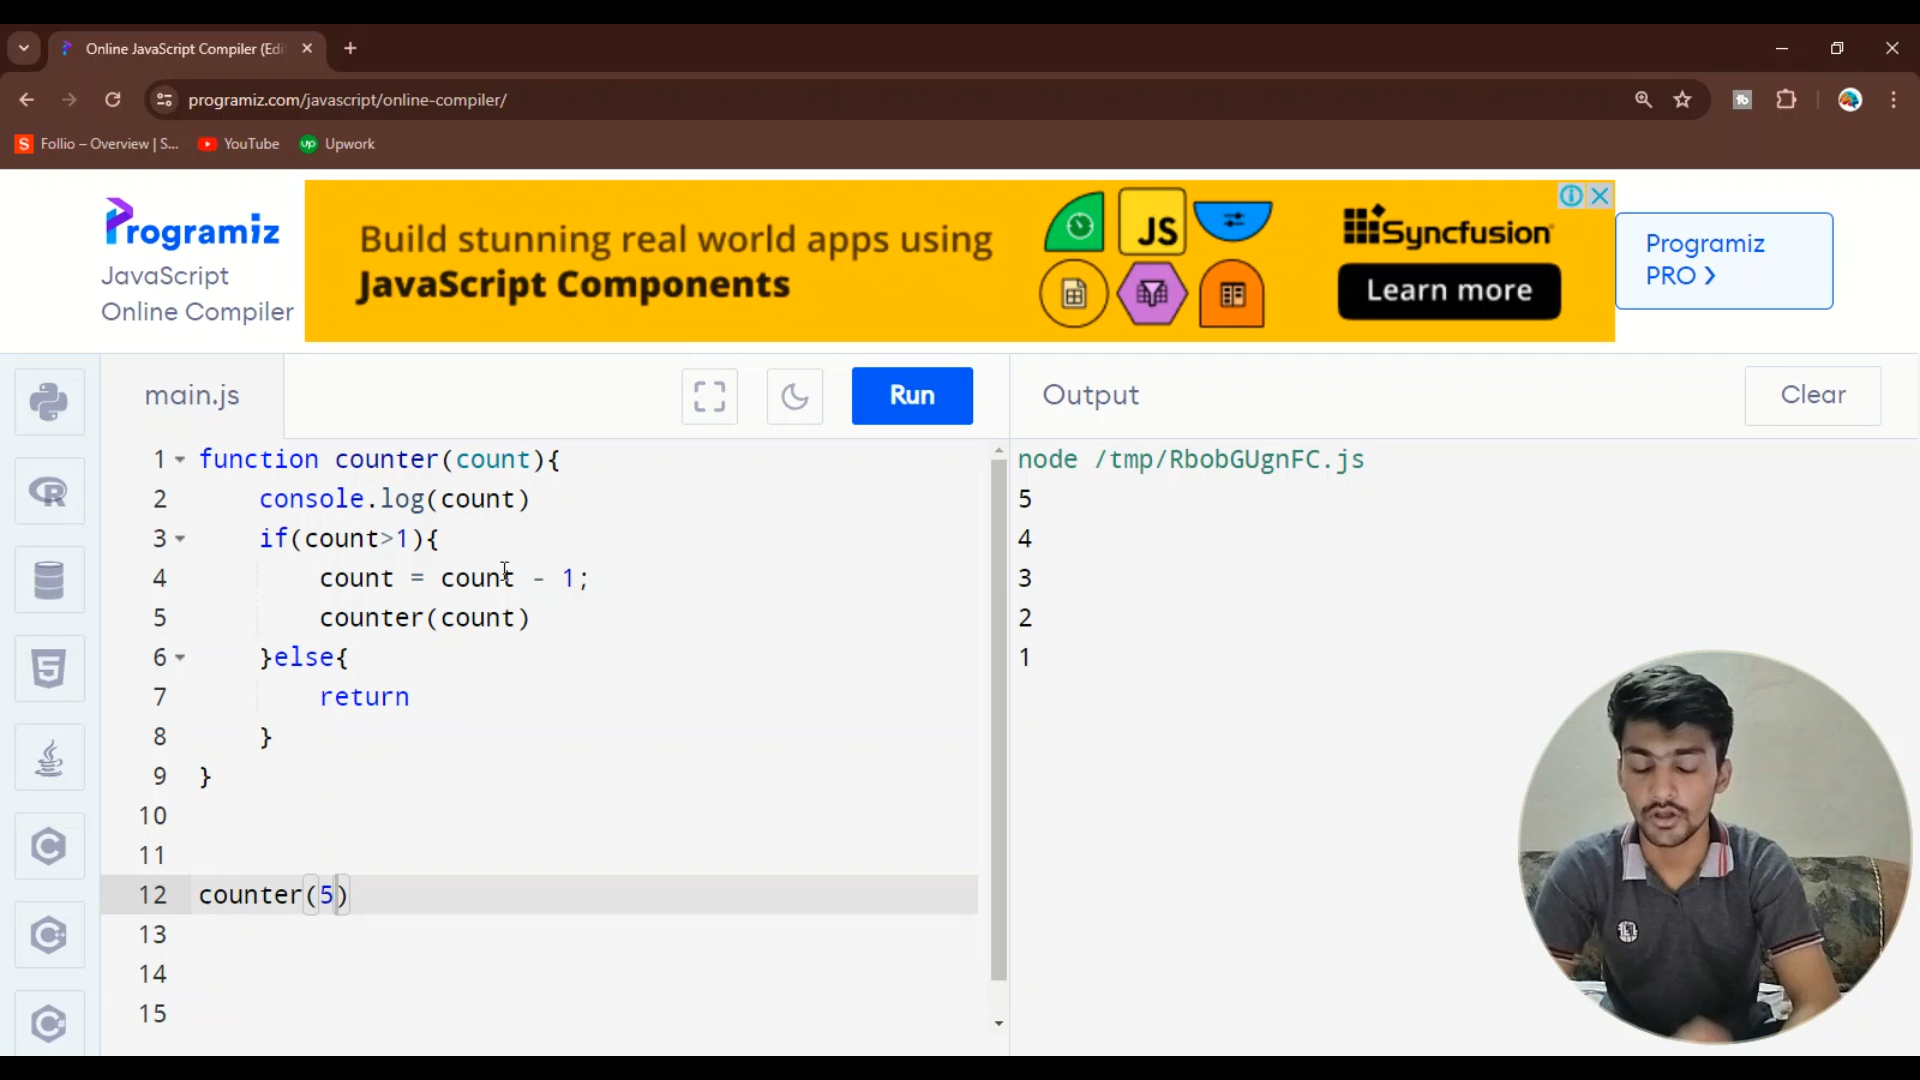 Online JavaScript Compiler (Edi
programiz.com/javascript/online-compiler/
Follio – Overview | S...
YouTube
Upwork
Programiz
JavaScript
Online Compiler
Build stunning real world apps using
JavaScript Components
JS
Syncfusion
Learn more
Programiz
PRO
main.js
Run
Output
Clear
1 function counter(count){
2 console.log(count)
3 if(count>1){
4 count = count - 1;
5 counter(count)
6 }else{
7 return
8 }
9 }
10
11
12 counter(5)
13
14
15
node /tmp/RbobGUgnFC.js
5
4
3
2
1